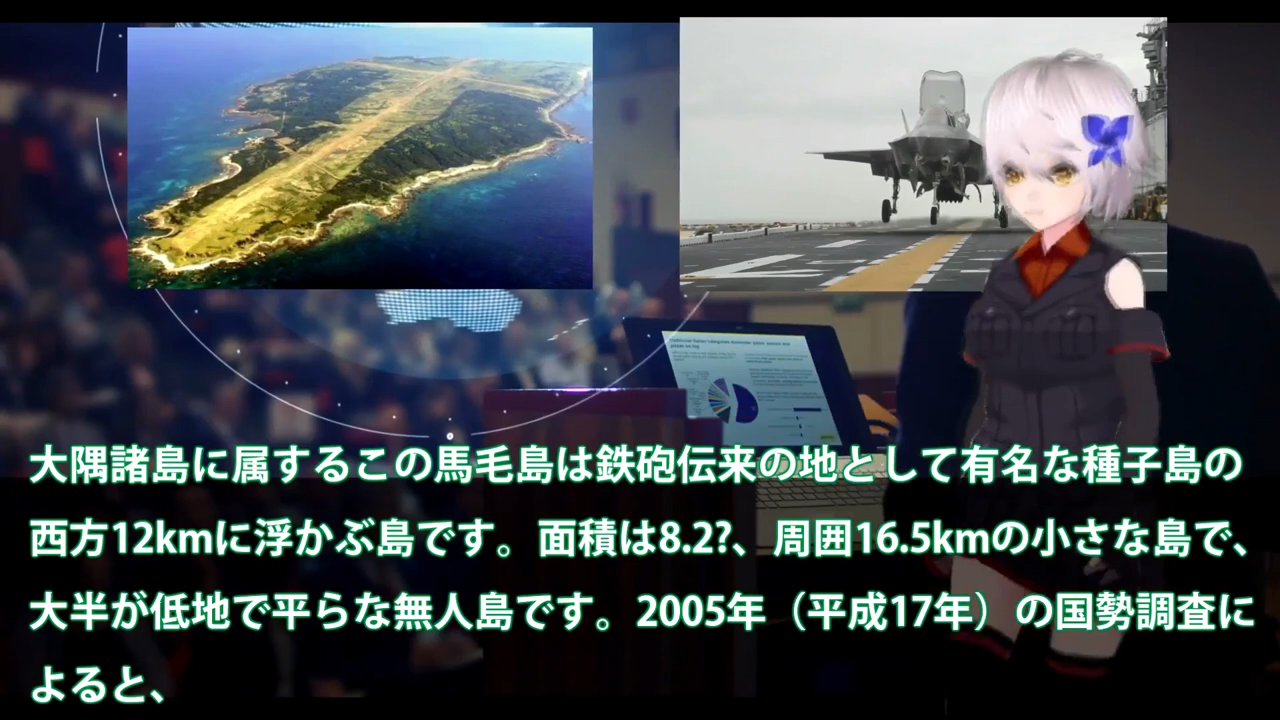 大隅諸島に属するこの馬毛島は鉄砲伝来の地として有名な種子島の
西方12kmに浮かぶ島です。面積は8.2?、周囲16.5kmの小さな島で、
大半が低地で平らな無人島です。2005年（平成17年）の国勢調査に
よると、